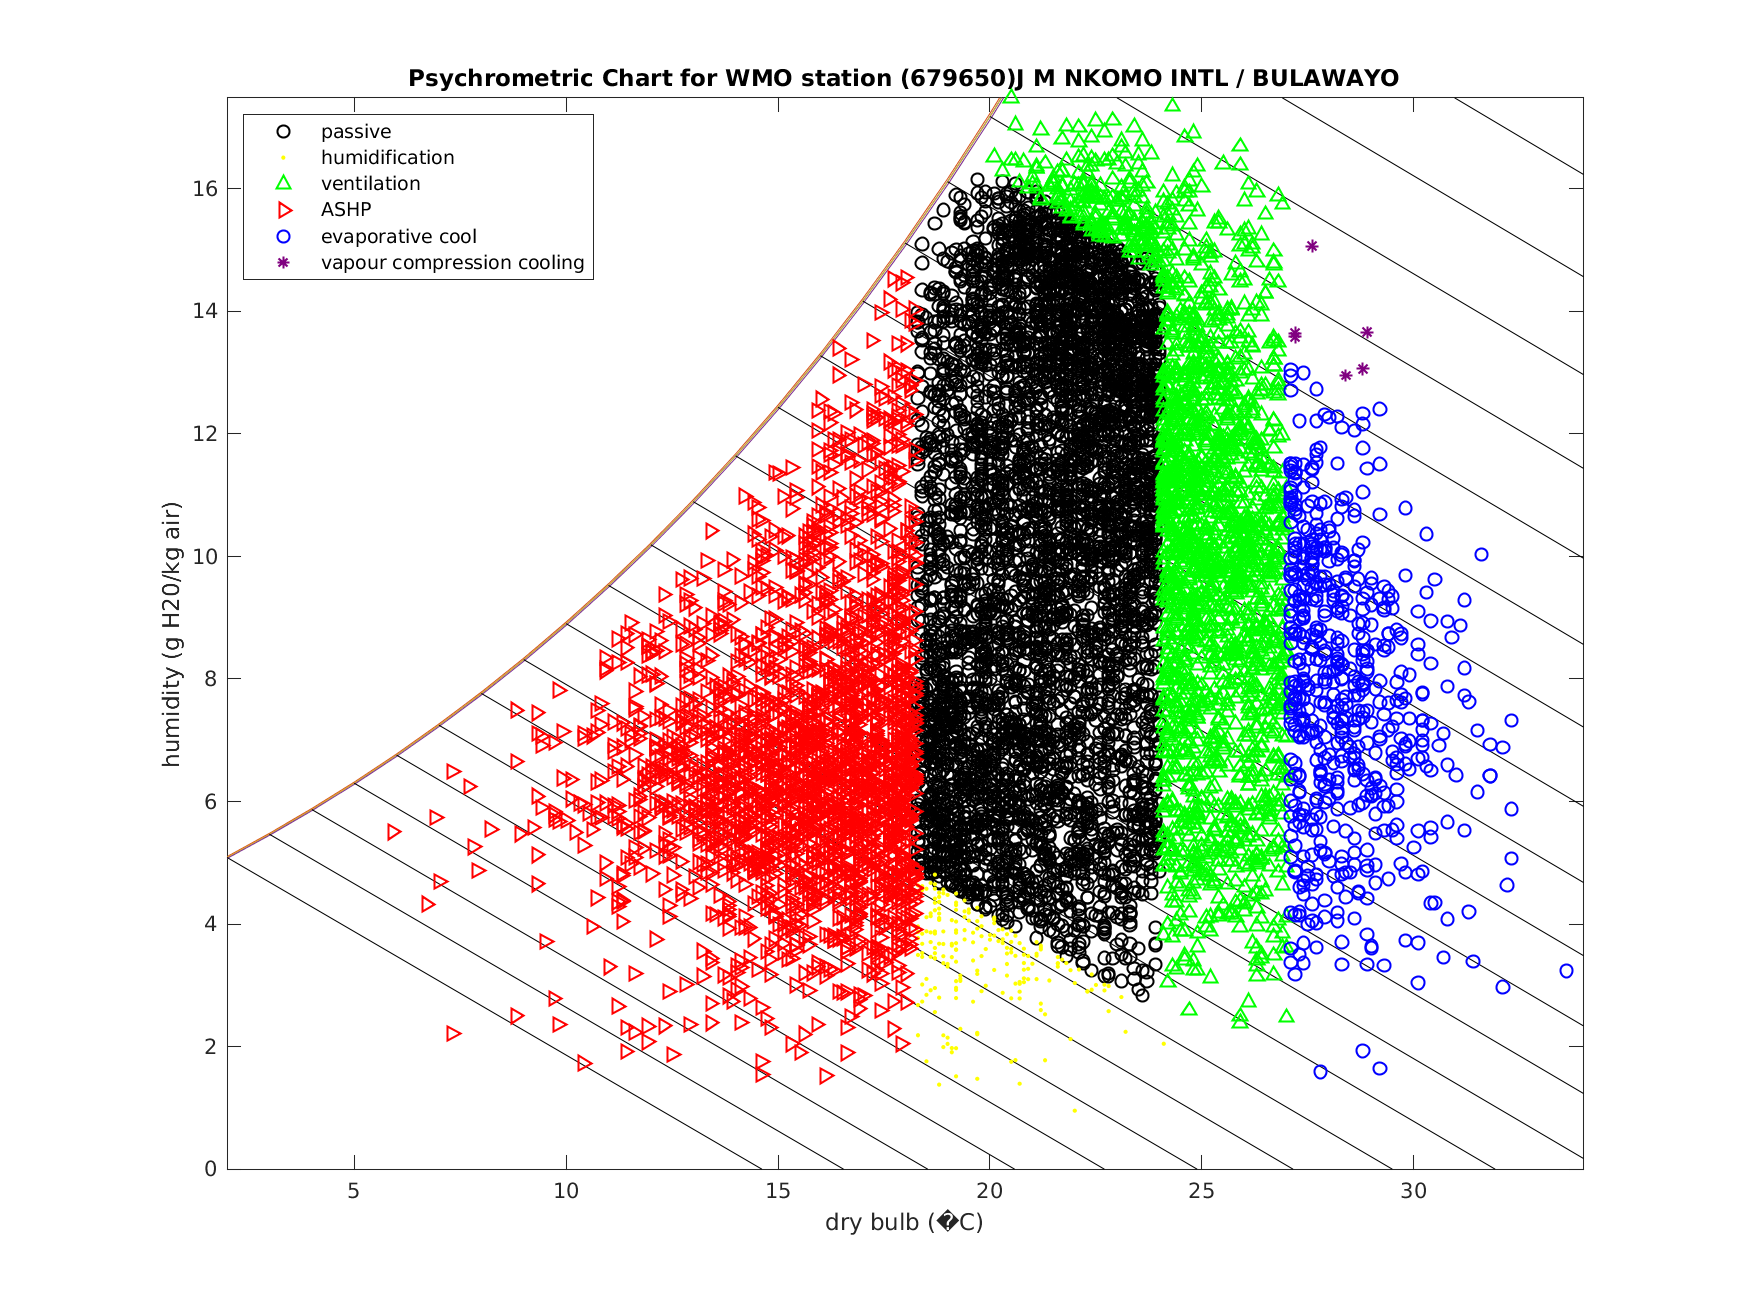 Psychrometric Chart for WMO station (679650)J M NKOMO INTL / BULAWAYO
passive
humidification
ventilation
ASHP
evaporative cool
vapour compression cooling
humidity (g H20/kg air)
16
14
12
10
8
6
4
2
0
5 10 15 20 25 30
dry bulb (�C)